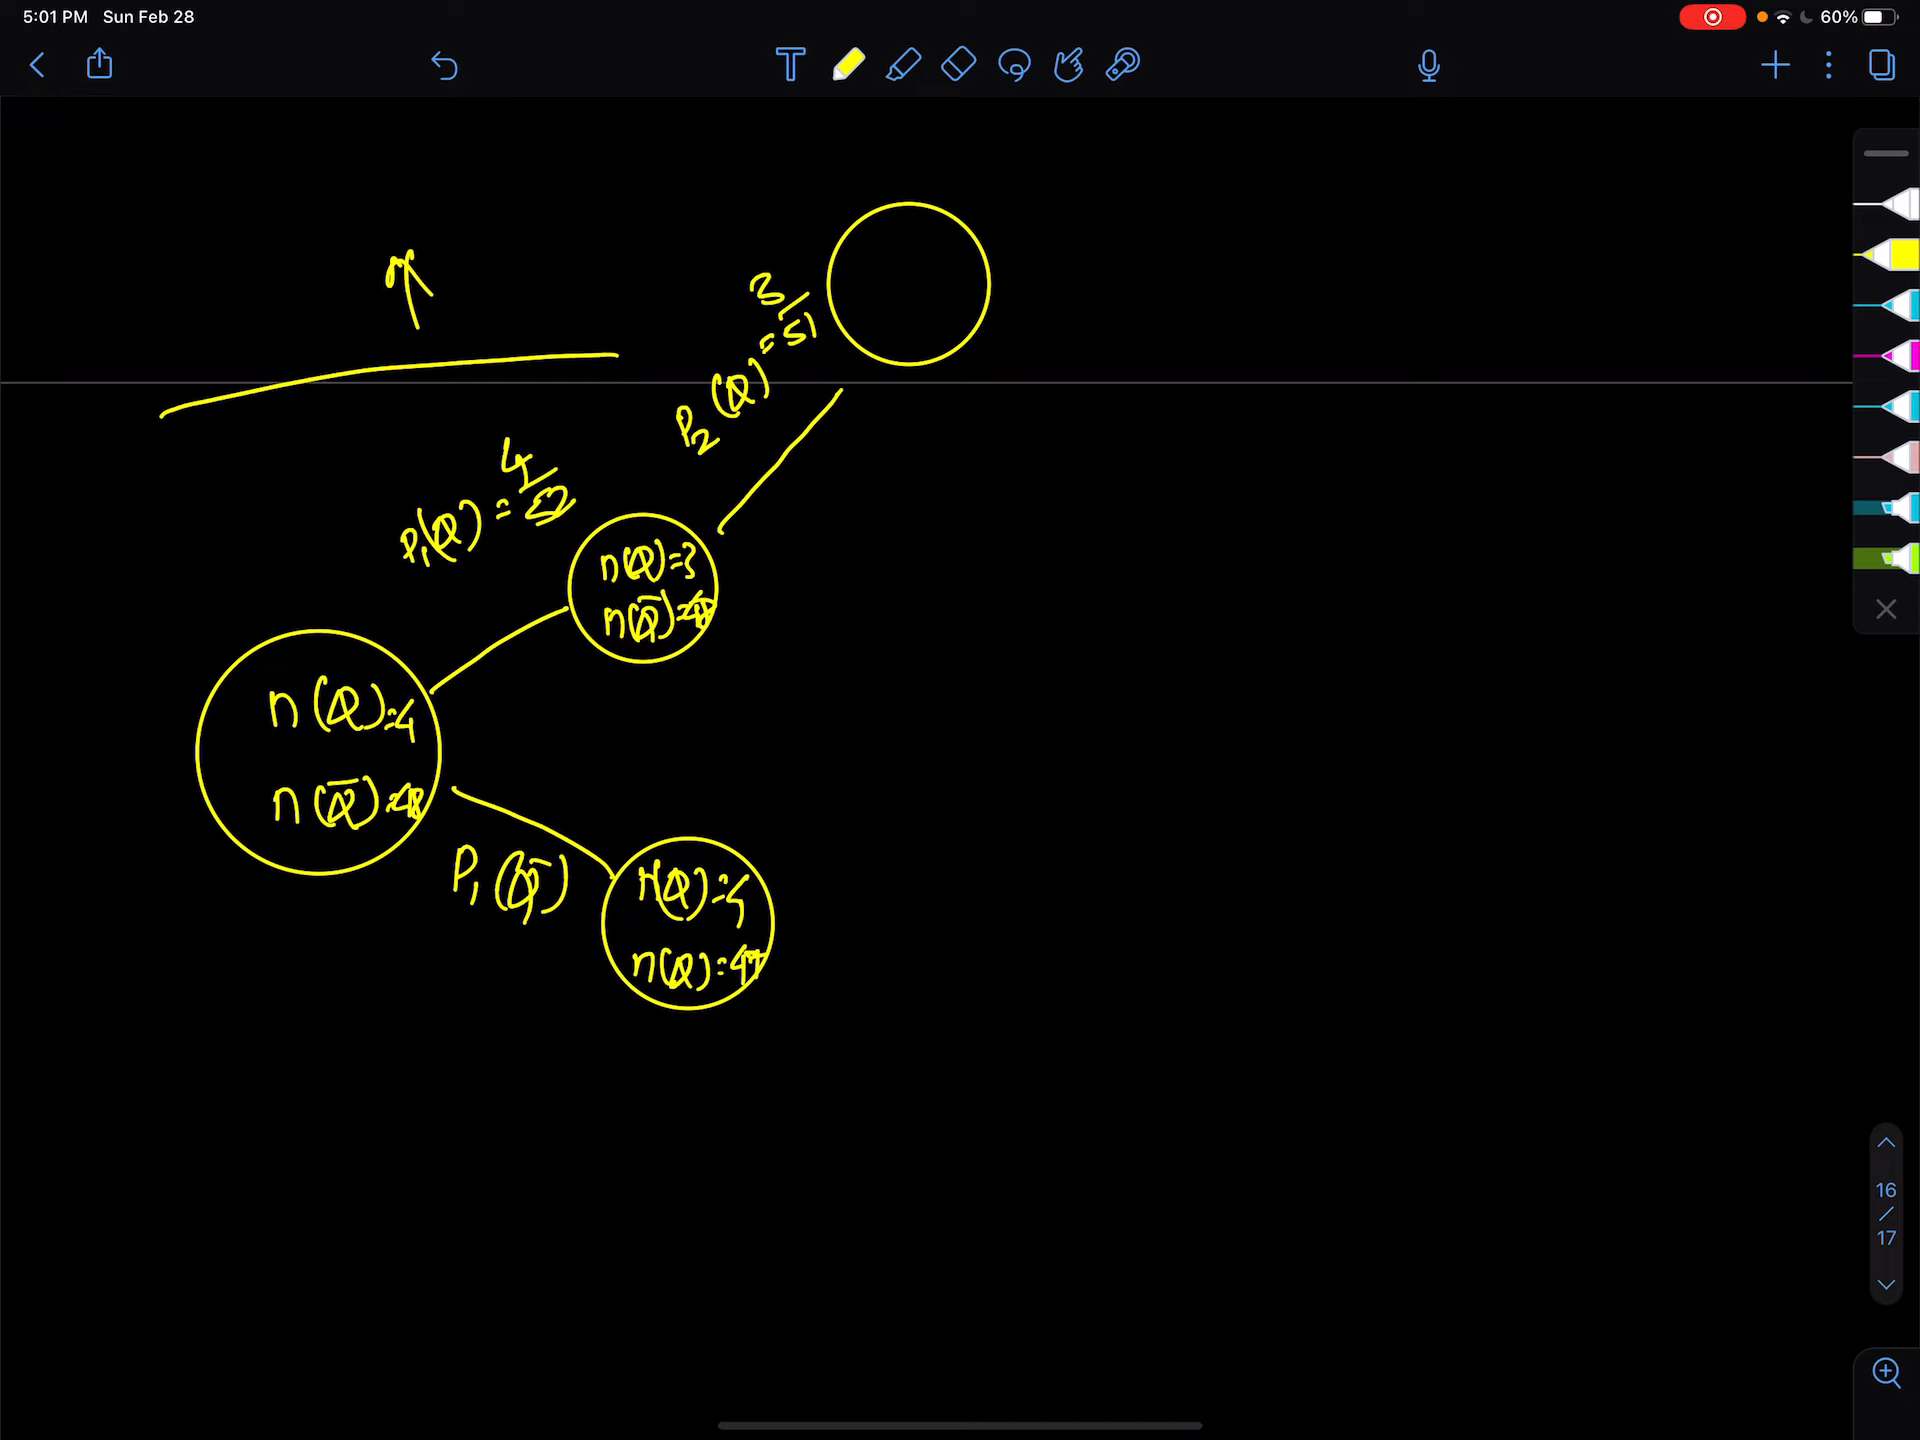 5:01 PM Sun Feb 28
60%
T
3/51
P₂(Q) =
P₁(Q) = 4/52
n(Q)=3
n(Q̄)=48
n(Q)=4
n(Q̄)=48
P₁(Q̄)
n(Q)=4
n(Q)=47
16
/
17